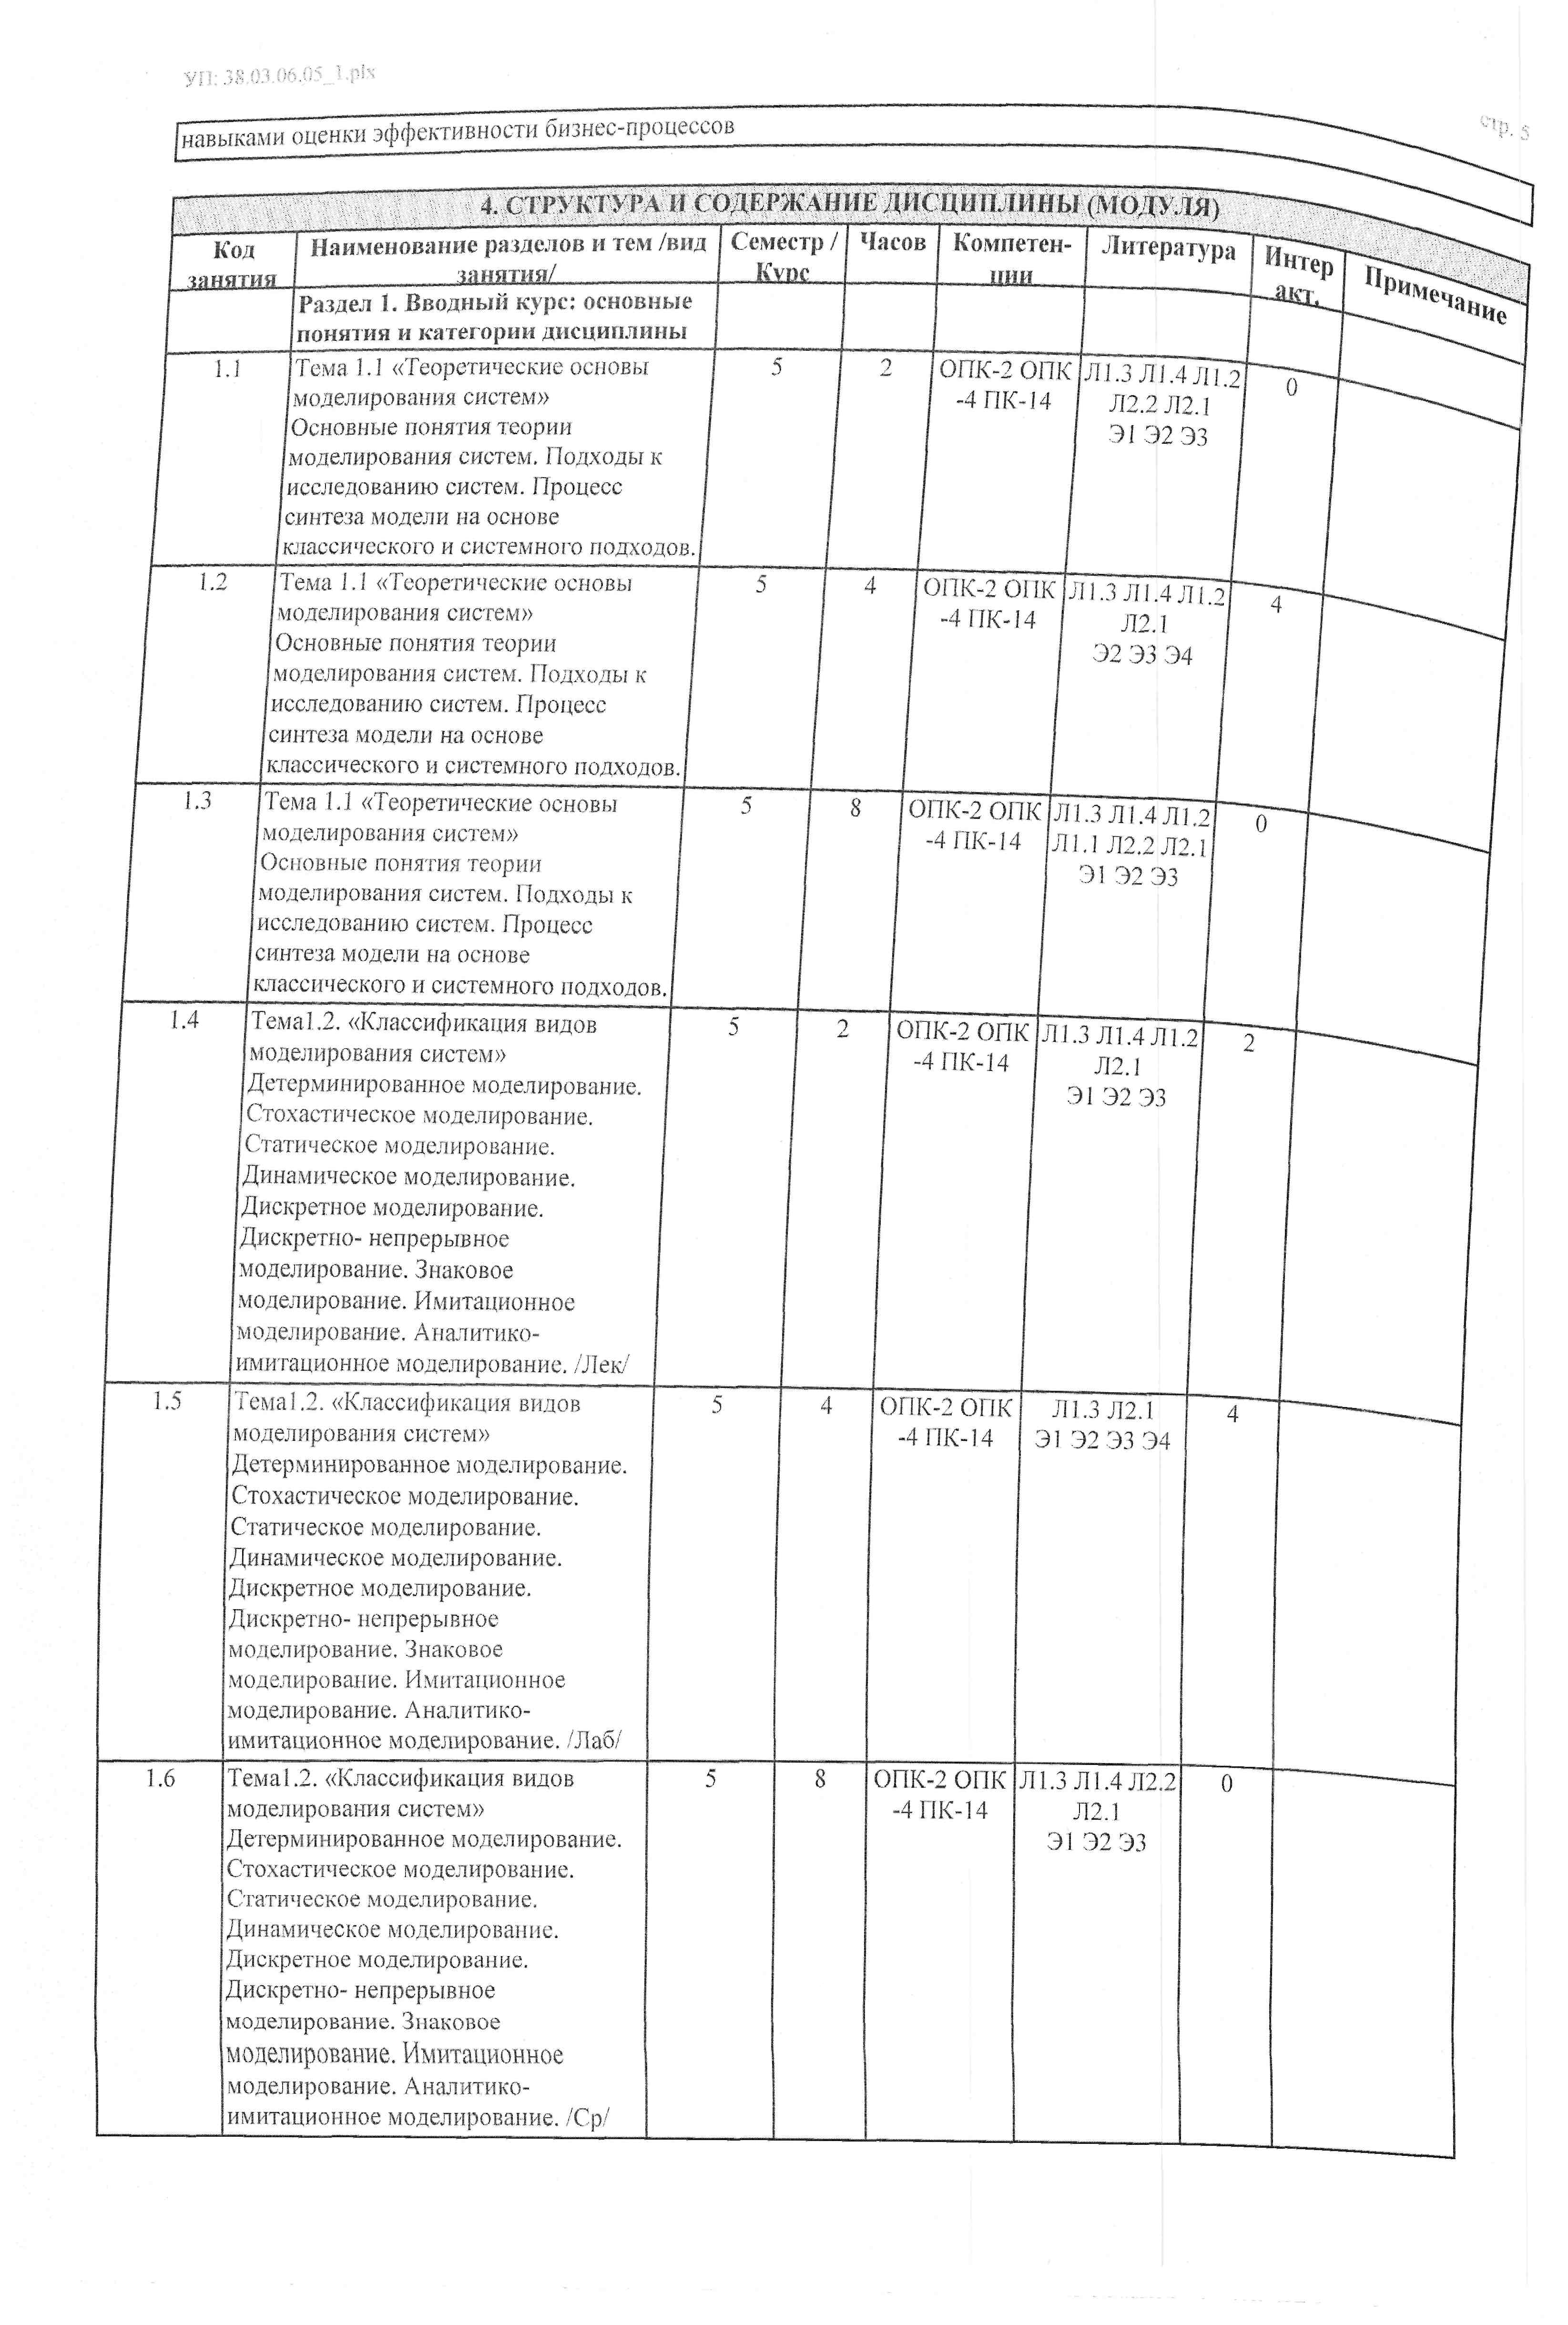 УП: 38.03.06.05_1.plx
стр. 5
навыками оценки эффективности бизнес-процессов
4. СТРУКТУРА И СОДЕРЖАНИЕ ДИСЦИПЛИНЫ (МОДУЛЯ)
Код занятия Наименование разделов и тем /вид занятия/ Семестр / Курс Часов Компетен-ции Литература Интер акт. Примечание
Раздел 1. Вводный курс: основные
понятия и категории дисциплины
1.1 Тема 1.1 «Теоретические основы 5 2 ОПК-2 ОПК Л1.3 Л1.4 Л1.2 0
моделирования систем» -4 ПК-14 Л2.2 Л2.1
Основные понятия теории Э1 Э2 Э3
моделирования систем. Подходы к
исследованию систем. Процесс
синтеза модели на основе
классического и системного подходов.
1.2 Тема 1.1 «Теоретические основы 5 4 ОПК-2 ОПК Л1.3 Л1.4 Л1.2 4
моделирования систем» -4 ПК-14 Л2.1
Основные понятия теории Э2 Э3 Э4
моделирования систем. Подходы к
исследованию систем. Процесс
синтеза модели на основе
классического и системного подходов.
1.3 Тема 1.1 «Теоретические основы 5 8 ОПК-2 ОПК Л1.3 Л1.4 Л1.2 0
моделирования систем» -4 ПК-14 Л1.1 Л2.2 Л2.1
Основные понятия теории Э1 Э2 Э3
моделирования систем. Подходы к
исследованию систем. Процесс
синтеза модели на основе
классического и системного подходов.
1.4 Тема1.2. «Классификация видов 5 2 ОПК-2 ОПК Л1.3 Л1.4 Л1.2 2
моделирования систем» -4 ПК-14 Л2.1
Детерминированное моделирование. Э1 Э2 Э3
Стохастическое моделирование.
Статическое моделирование.
Динамическое моделирование.
Дискретное моделирование.
Дискретно- непрерывное
моделирование. Знаковое
моделирование. Имитационное
моделирование. Аналитико-
имитационное моделирование. /Лек/
1.5 Тема1.2. «Классификация видов 5 4 ОПК-2 ОПК Л1.3 Л2.1 4
моделирования систем» -4 ПК-14 Э1 Э2 Э3 Э4
Детерминированное моделирование.
Стохастическое моделирование.
Статическое моделирование.
Динамическое моделирование.
Дискретное моделирование.
Дискретно- непрерывное
моделирование. Знаковое
моделирование. Имитационное
моделирование. Аналитико-
имитационное моделирование. /Лаб/
1.6 Тема1.2. «Классификация видов 5 8 ОПК-2 ОПК Л1.3 Л1.4 Л2.2 0
моделирования систем» -4 ПК-14 Л2.1
Детерминированное моделирование. Э1 Э2 Э3
Стохастическое моделирование.
Статическое моделирование.
Динамическое моделирование.
Дискретное моделирование.
Дискретно- непрерывное
моделирование. Знаковое
моделирование. Имитационное
моделирование. Аналитико-
имитационное моделирование. /Ср/